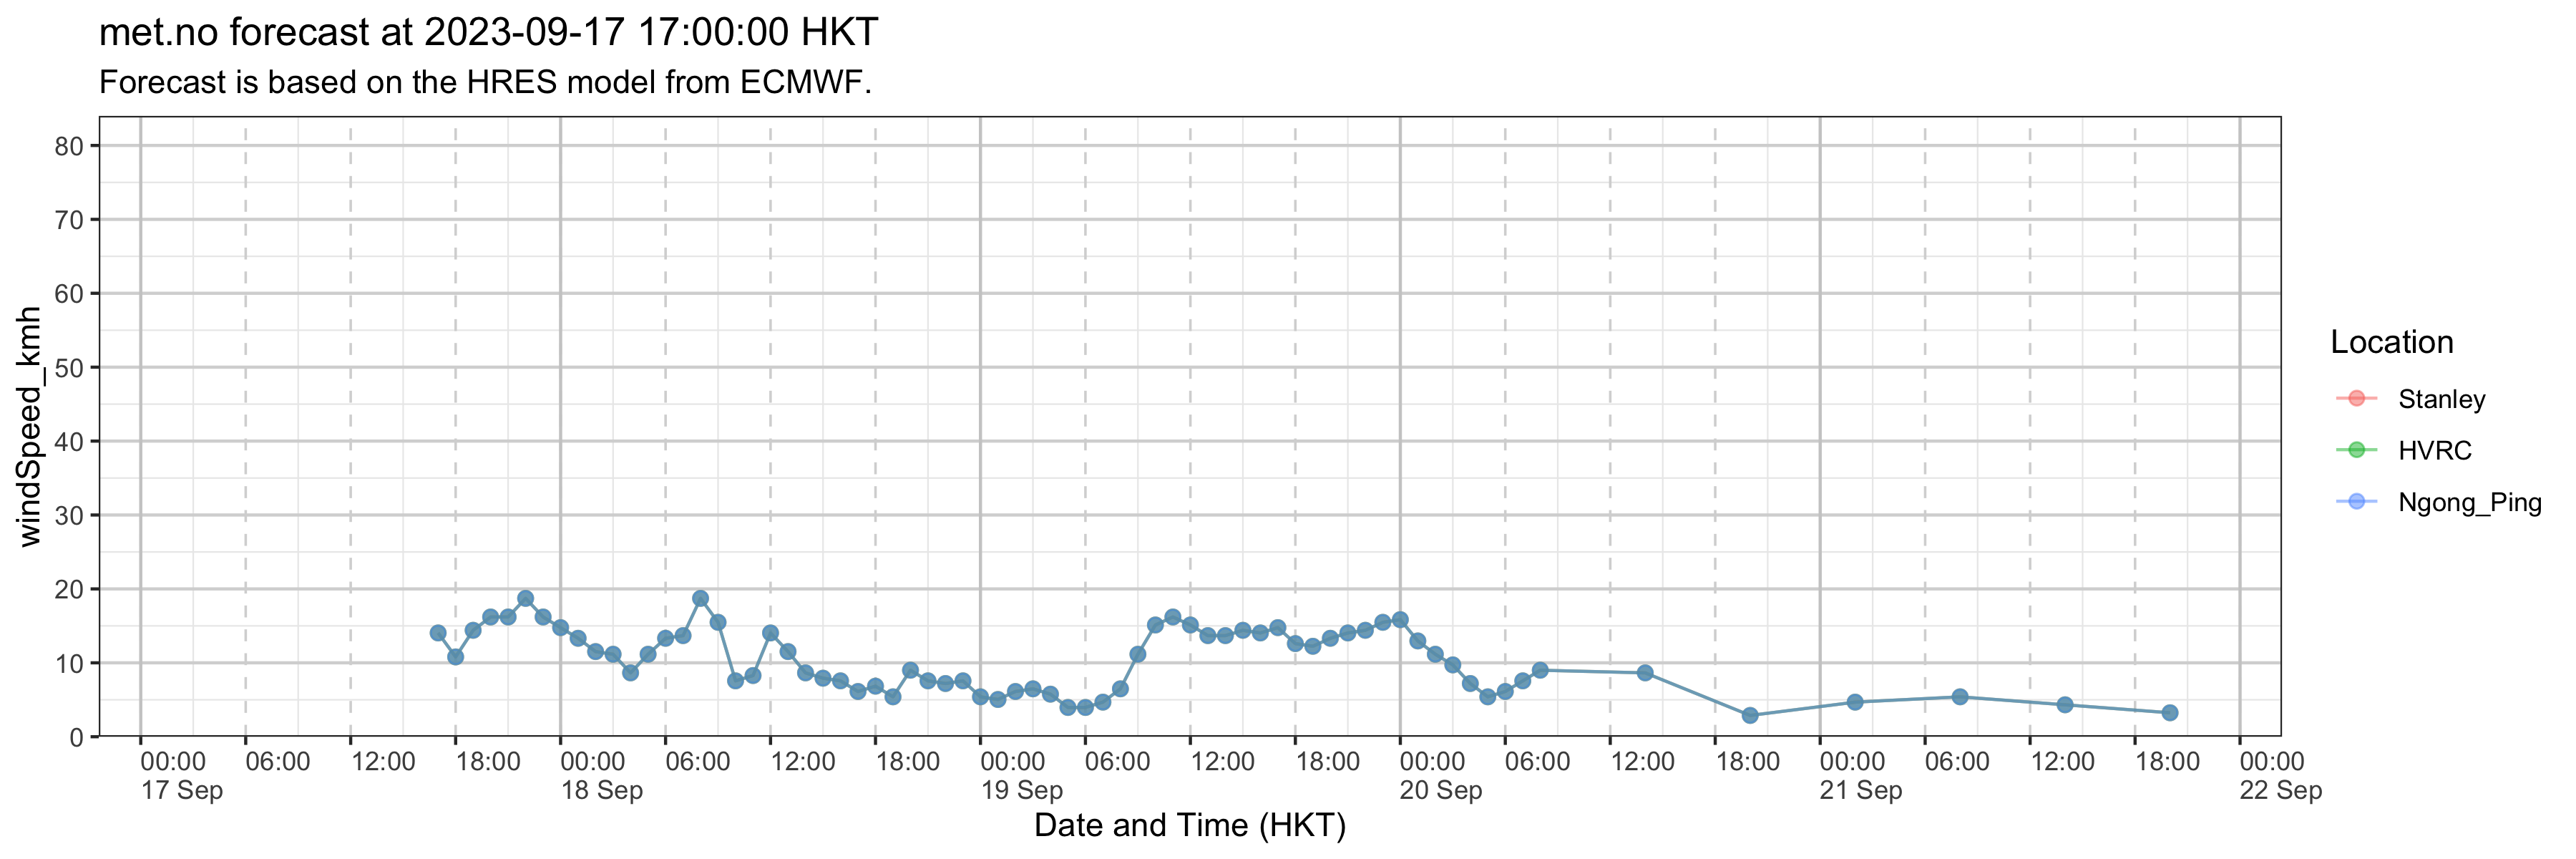 met.no forecast at 2023-09-17 17:00:00 HKT
Forecast is based on the HRES model from ECMWF.
windSpeed_kmh
80
70
60
50
40
30
20
10
0
00:00 06:00 12:00 18:00 00:00 06:00 12:00 18:00 00:00 06:00 12:00 18:00 00:00 06:00 12:00 18:00 00:00 06:00 12:00 18:00 00:00
17 Sep 18 Sep 19 Sep 20 Sep 21 Sep 22 Sep
Date and Time (HKT)
Location
Stanley
HVRC
Ngong_Ping